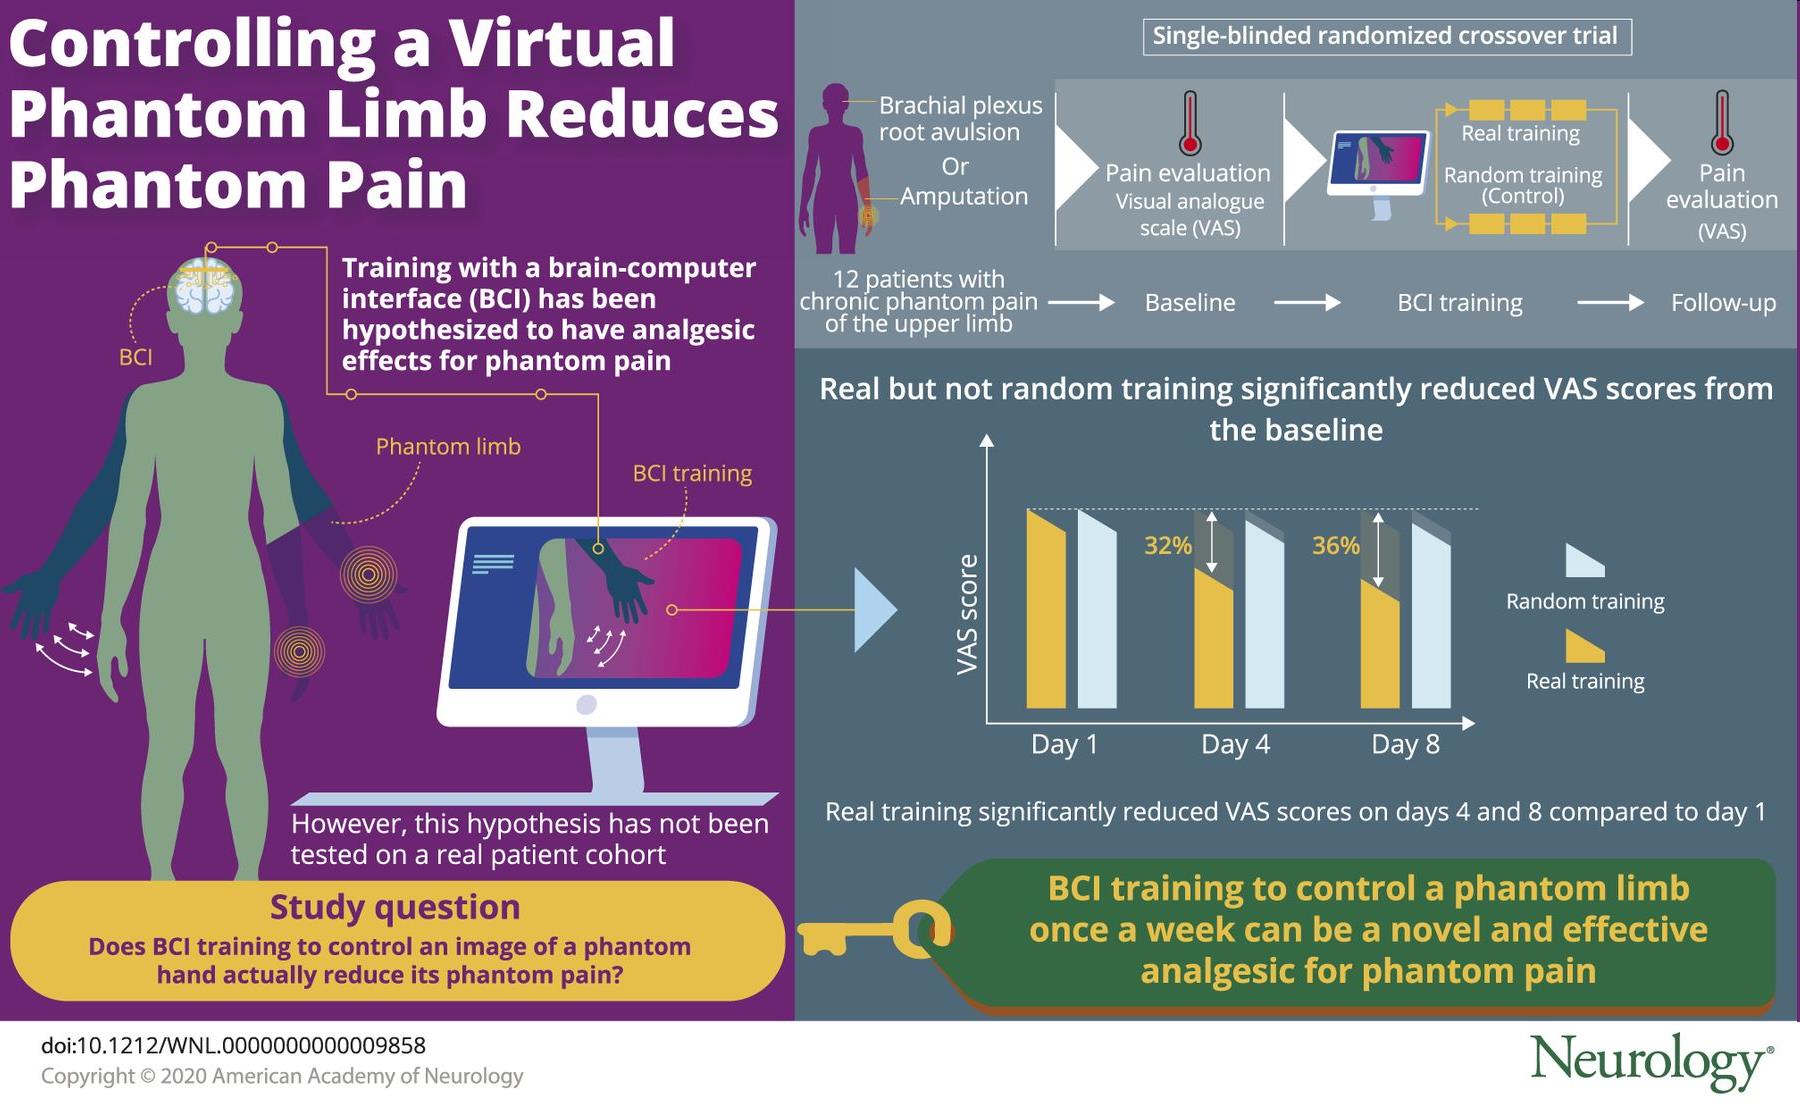 Controlling a Virtual
Phantom Limb Reduces
Phantom Pain
Training with a brain-computer
interface (BCI) has been
hypothesized to have analgesic
effects for phantom pain
BCI
Phantom limb
BCI training
However, this hypothesis has not been
tested on a real patient cohort
Study question
Does BCI training to control an image of a phantom
hand actually reduce its phantom pain?
Single-blinded randomized crossover trial
Brachial plexus
root avulsion
Or
Amputation
Pain evaluation
Visual analogue
scale (VAS)
Real training
Random training
(Control)
Pain
evaluation
(VAS)
12 patients with
chronic phantom pain
of the upper limb
Baseline
BCI training
Follow-up
Real but not random training significantly reduced VAS scores from
the baseline
VAS score
32%
36%
Day 1
Day 4
Day 8
Random training
Real training
Real training significantly reduced VAS scores on days 4 and 8 compared to day 1
BCI training to control a phantom limb
once a week can be a novel and effective
analgesic for phantom pain
doi:10.1212/WNL.0000000000009858
Copyright © 2020 American Academy of Neurology
Neurology®